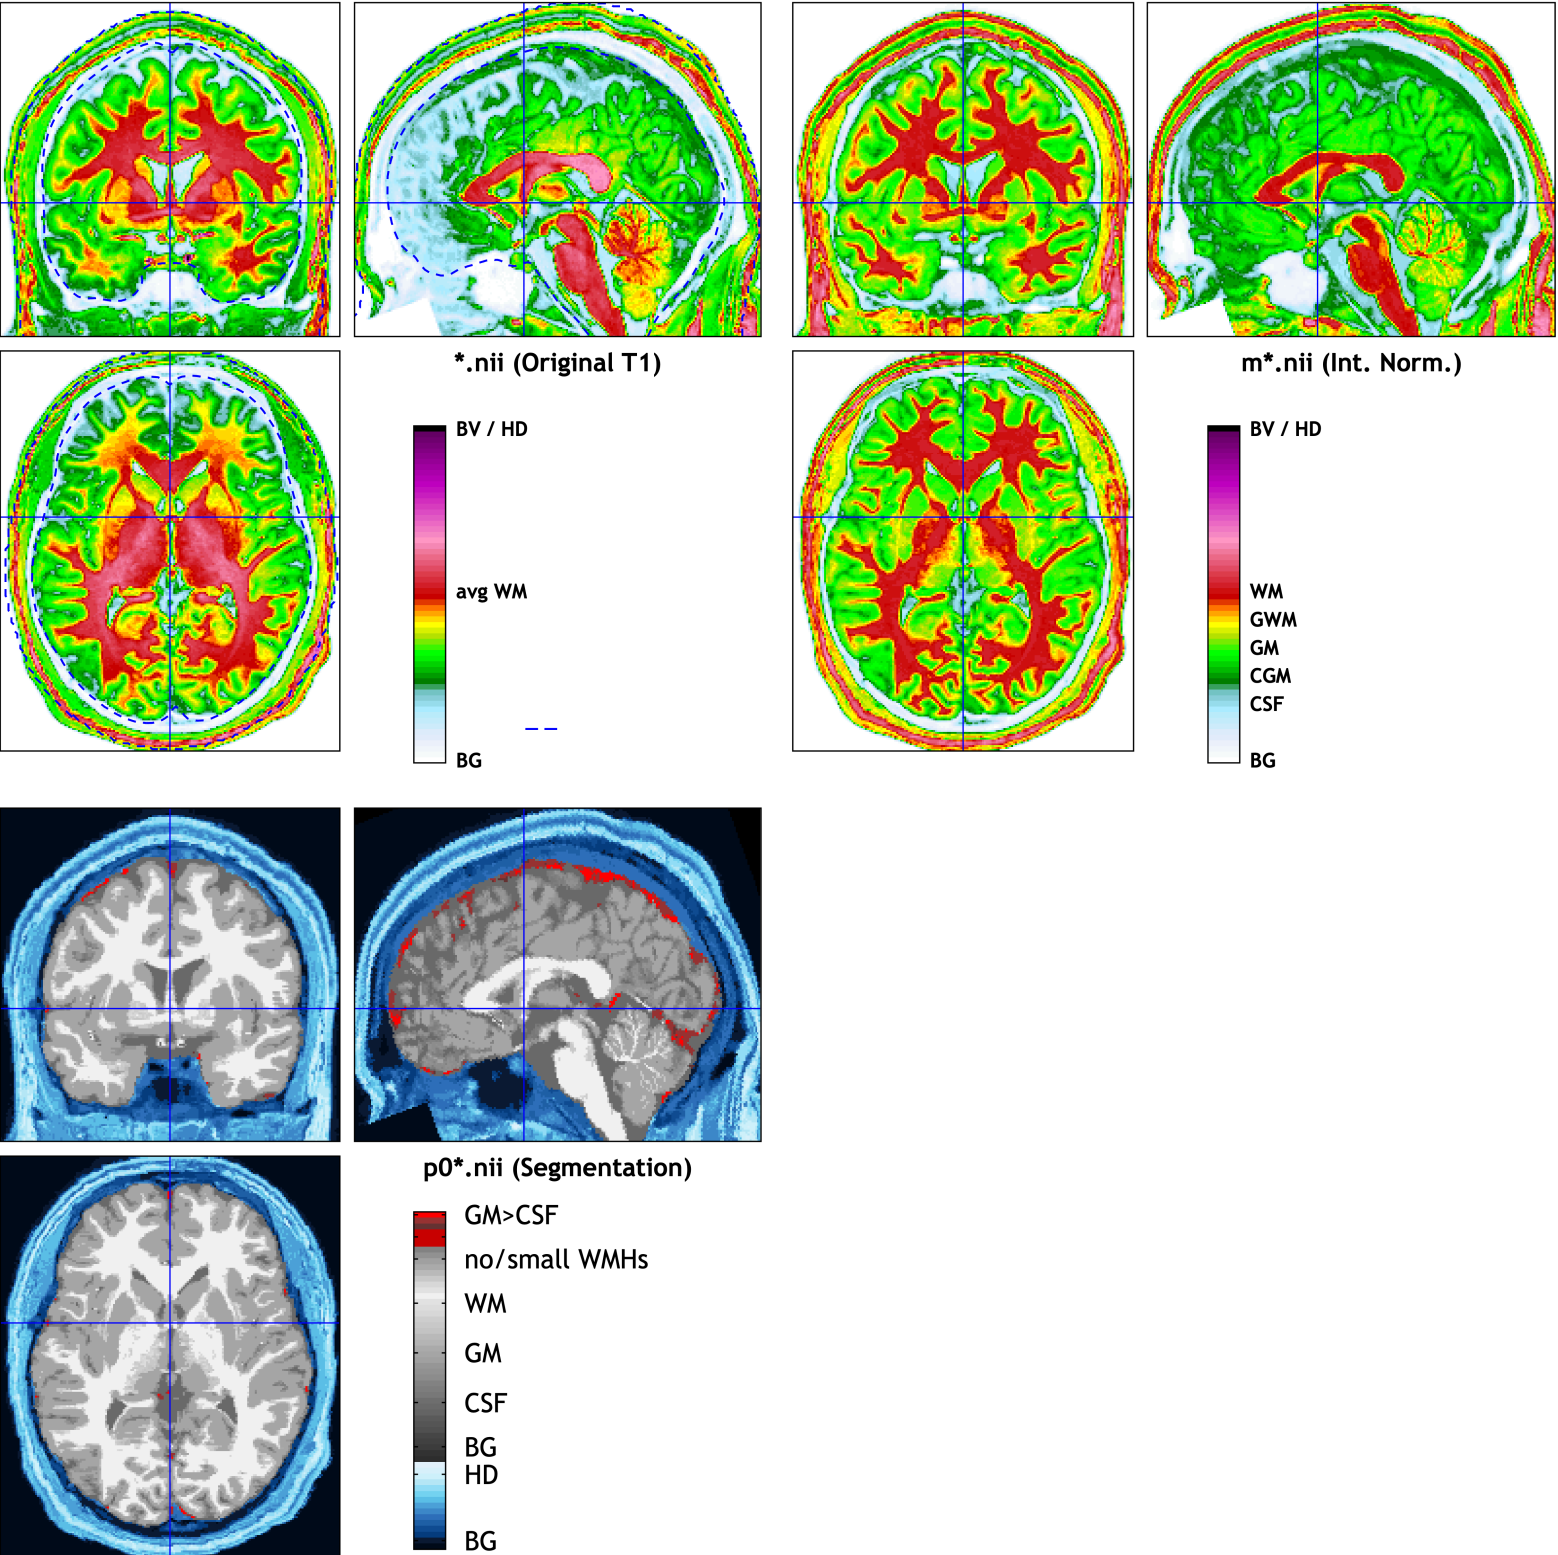 *.nii (Original T1)
BV / HD
avg WM
BG
m*.nii (Int. Norm.)
BV / HD
WM
GWM
GM
CGM
CSF
BG
p0*.nii (Segmentation)
GM>CSF
no/small WMHs
WM
GM
CSF
BG
HD
BG